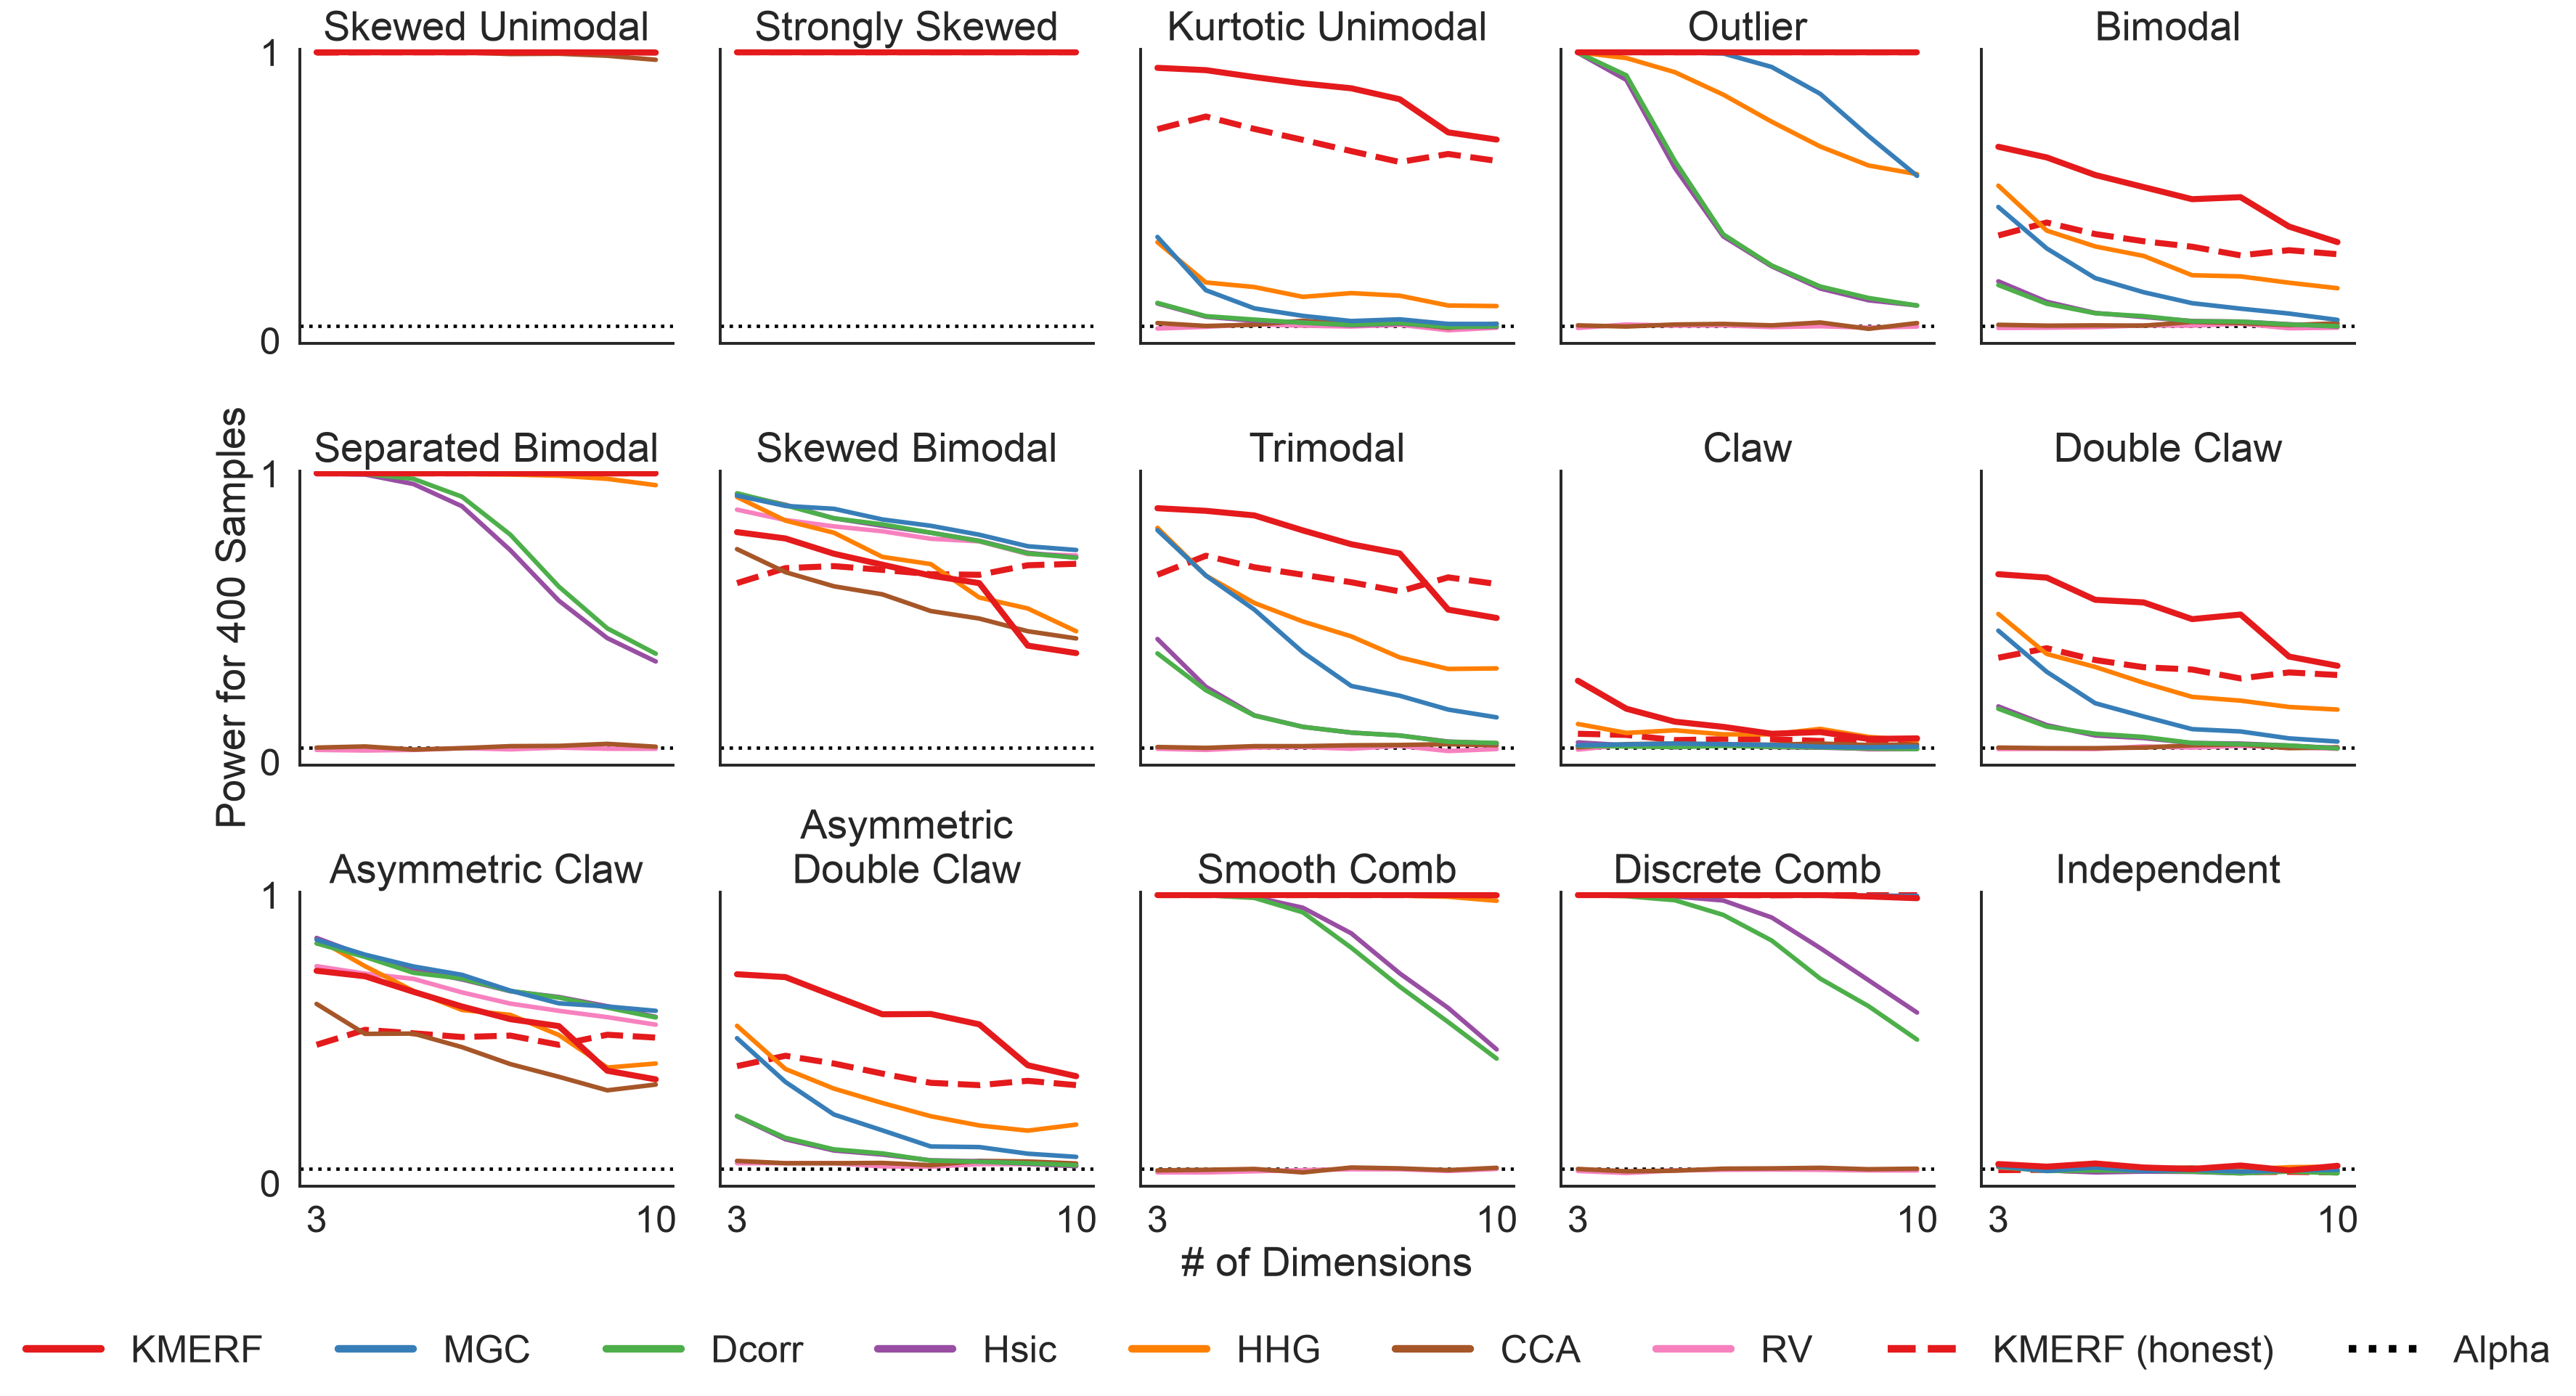 Skewed Unimodal
Strongly Skewed
Kurtotic Unimodal
Outlier
Bimodal
1
0
Power for 400 Samples
Separated Bimodal
Skewed Bimodal
Trimodal
Claw
Double Claw
1
0
Asymmetric Claw
Asymmetric
Double Claw
Smooth Comb
Discrete Comb
Independent
1
0
3 10
3 10
3 10
3 10
3 10
# of Dimensions
KMERF MGC Dcorr Hsic HHG CCA RV KMERF (honest) Alpha